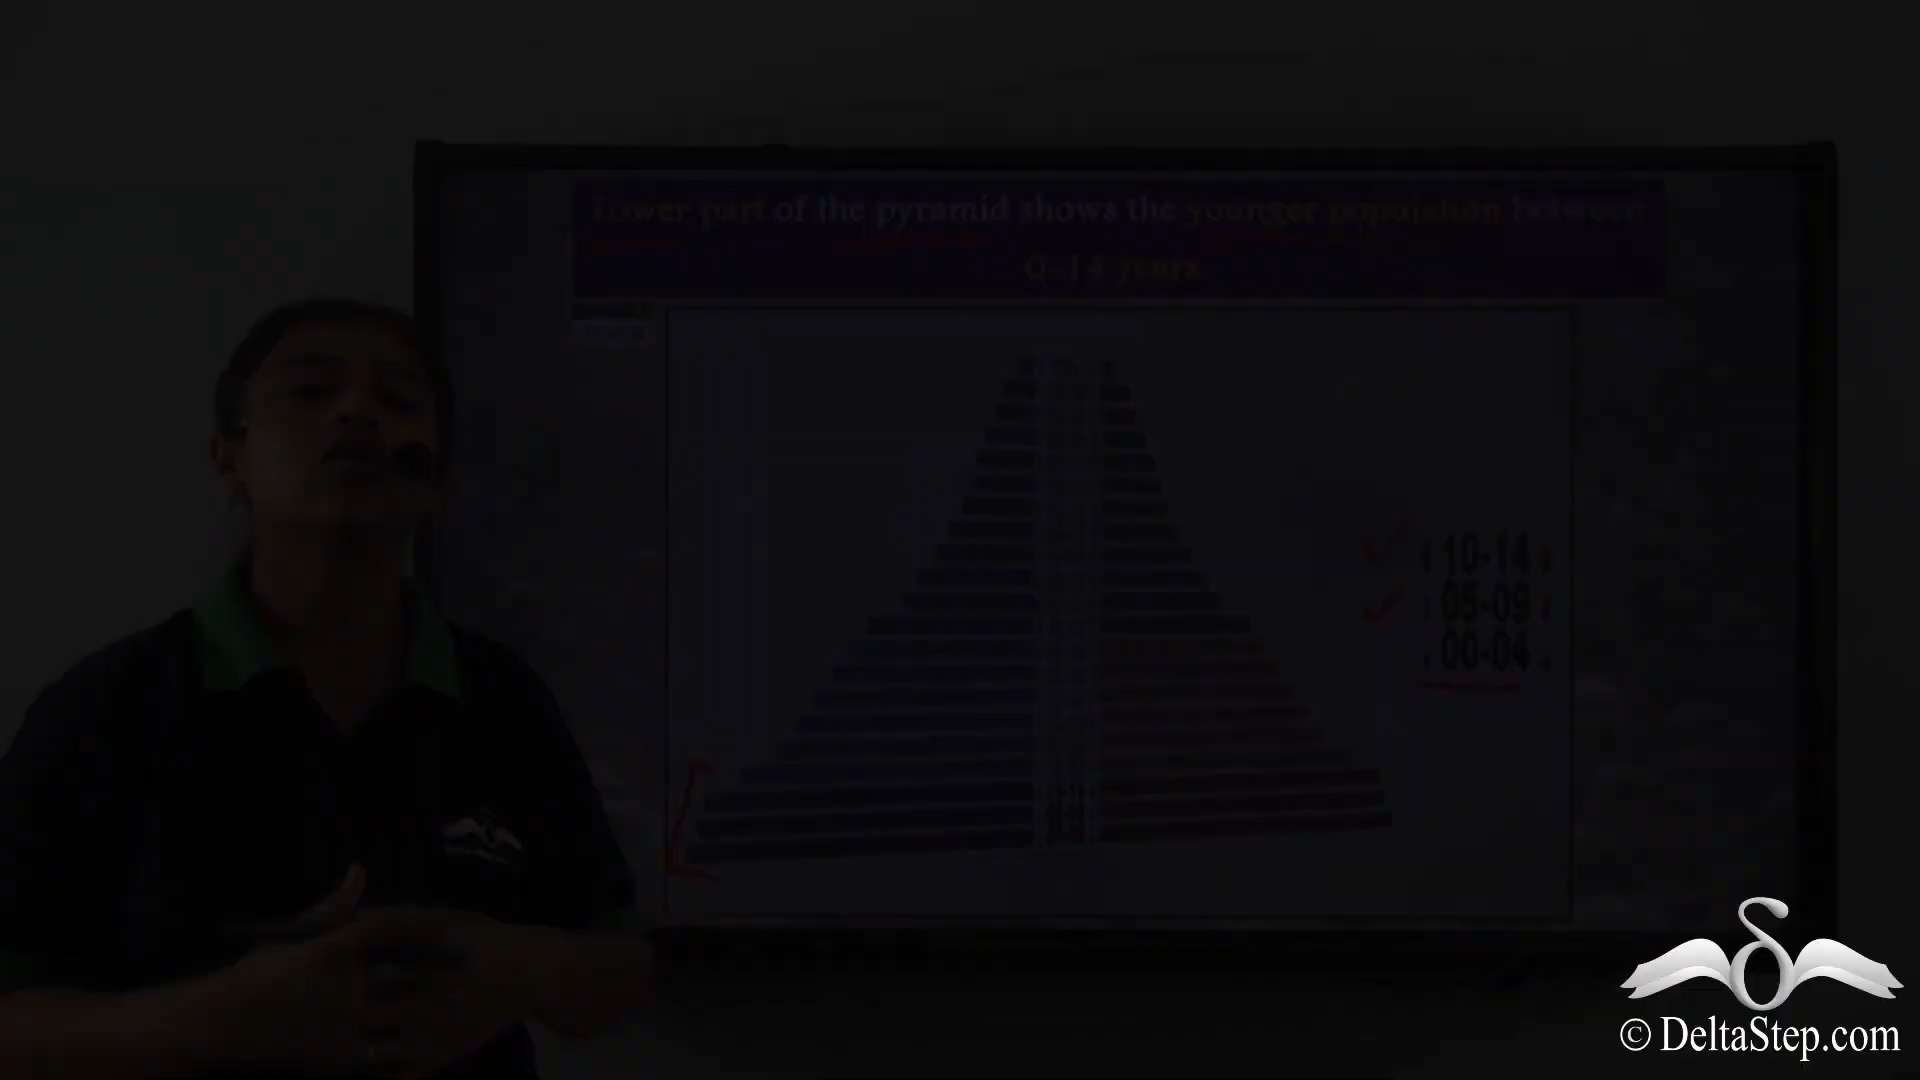 Lower part of the pyramid shows the younger population between
0-14 years.
10-14
05-09
00-04
© DeltaStep.com